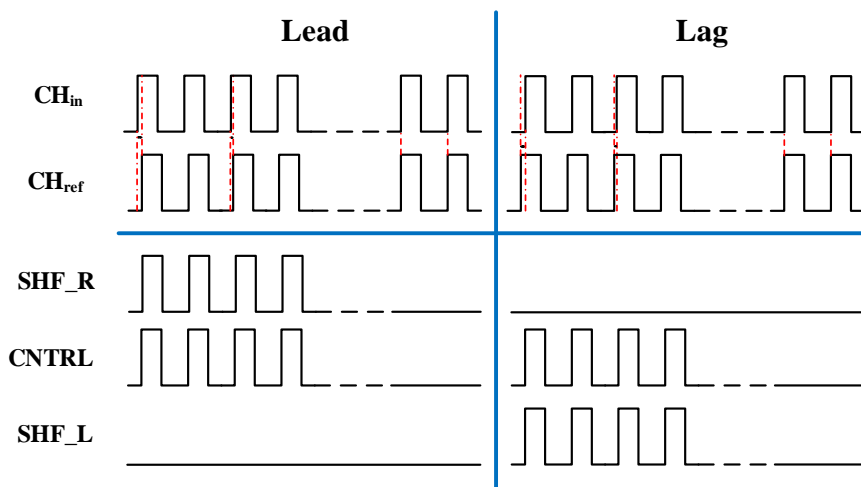 Lead
Lag
CHin
CHref
SHF_R
CNTRL
SHF_L